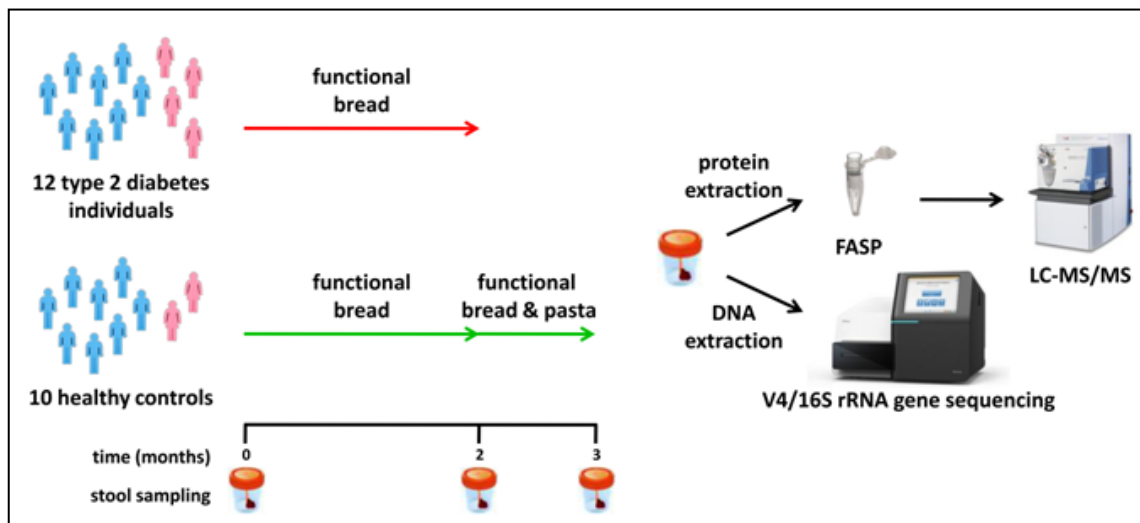 functional
bread
12 type 2 diabetes
individuals
functional
bread
functional
bread & pasta
10 healthy controls
time (months)
0
2
3
stool sampling
protein
extraction
FASP
LC-MS/MS
DNA
extraction
V4/16S rRNA gene sequencing